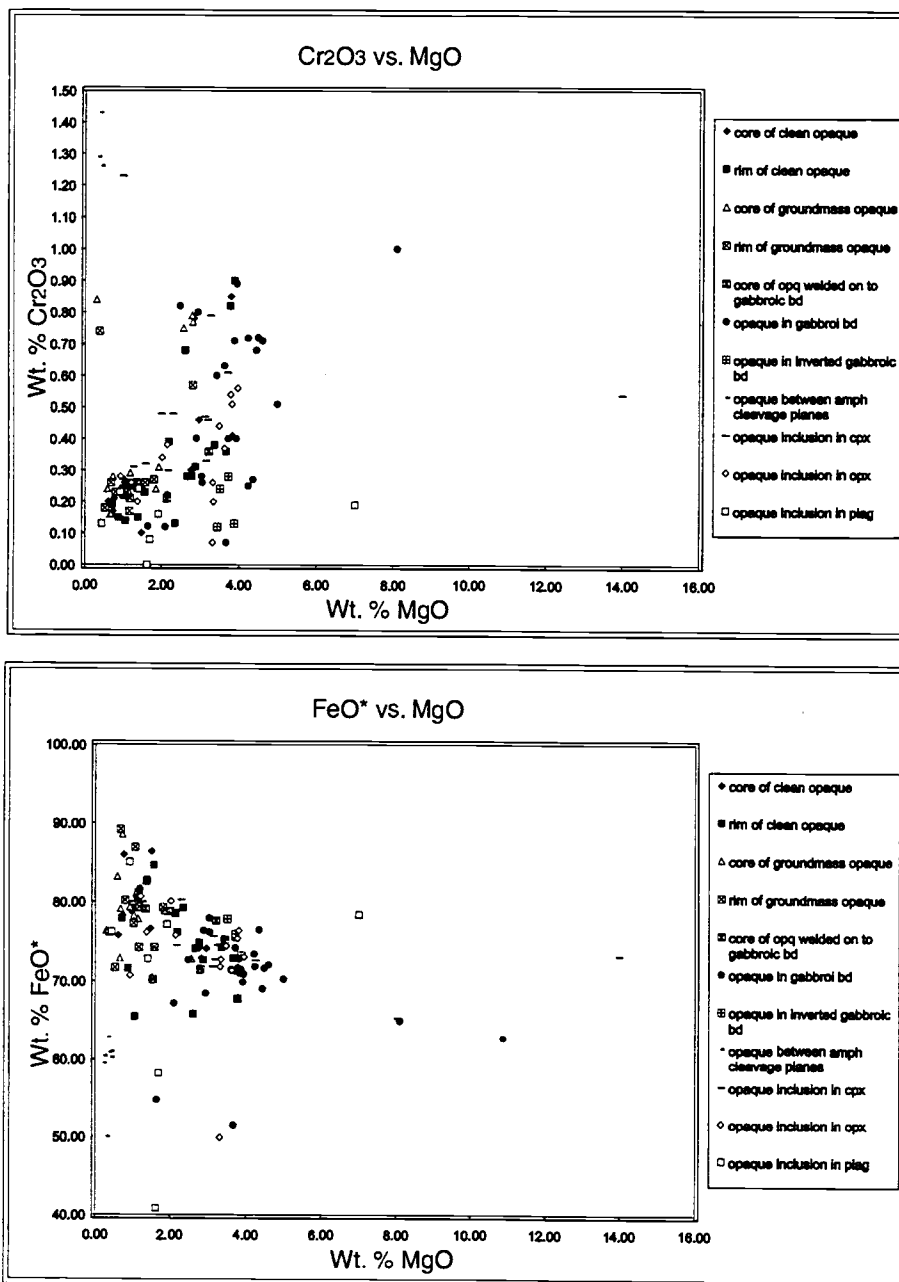 Cr2O3 vs. MgO
1.50
1.40
1.30
1.20
1.10
1.00
0.90
0.80
0.70
0.60
0.50
0.40
0.30
0.20
0.10
0.00
Wt. % Cr2O3
0.00 2.00 4.00 6.00 8.00 10.00 12.00 14.00 16.00
Wt. % MgO
core of clean opaque
rim of clean opaque
core of groundmass opaque
rim of groundmass opaque
core of opq welded on to
gabbroic bd
opaque in gabbroi bd
opaque in inverted gabbroic
bd
opaque between amph
cleavage planes
opaque inclusion in cpx
opaque inclusion in opx
opaque inclusion in plag
FeO* vs. MgO
100.00
90.00
80.00
70.00
60.00
50.00
40.00
Wt. % FeO*
0.00 2.00 4.00 6.00 8.00 10.00 12.00 14.00 16.00
Wt. % MgO
core of clean opaque
rim of clean opaque
core of groundmass opaque
rim of groundmass opaque
core of opq welded on to
gabbroic bd
opaque in gabbroi bd
opaque in inverted gabbroic
bd
opaque between amph
cleavage planes
opaque inclusion in cpx
opaque inclusion in opx
opaque inclusion in plag